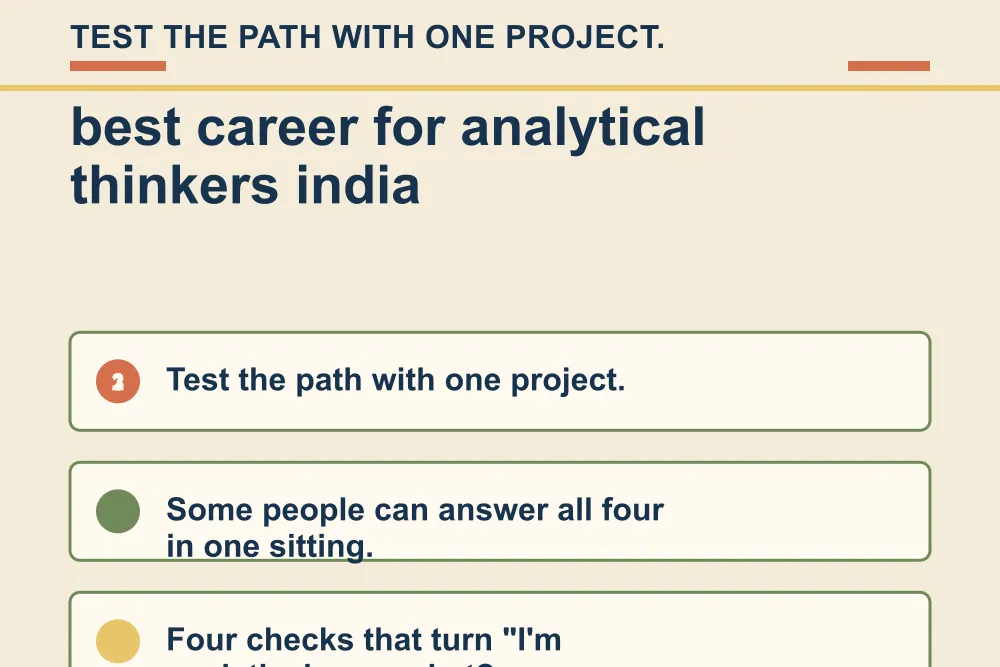 TEST THE PATH WITH ONE PROJECT.
best career for analytical
thinkers india
Test the path with one project.
Some people can answer all four
in one sitting.
Four checks that turn "I'm